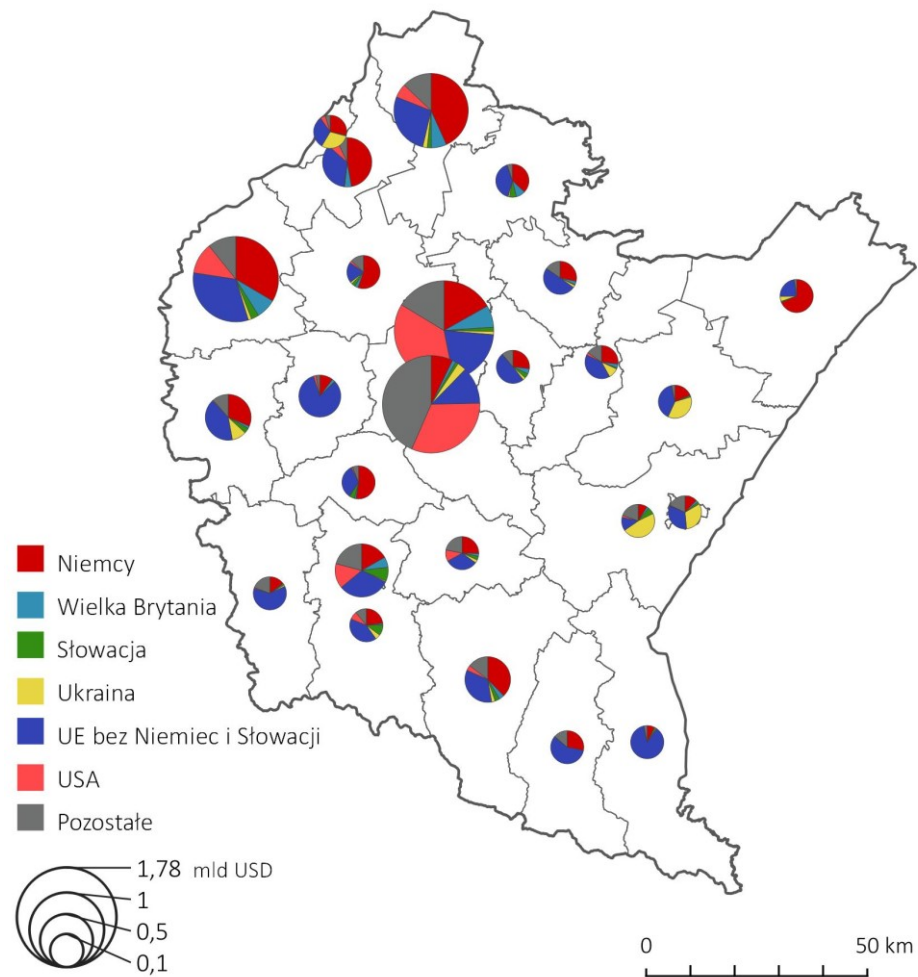 Niemcy
Wielka Brytania
Słowacja
Ukraina
UE bez Niemiec i Słowacji
USA
Pozostałe
1,78 mld USD
1
0,5
0,1
0 50 km